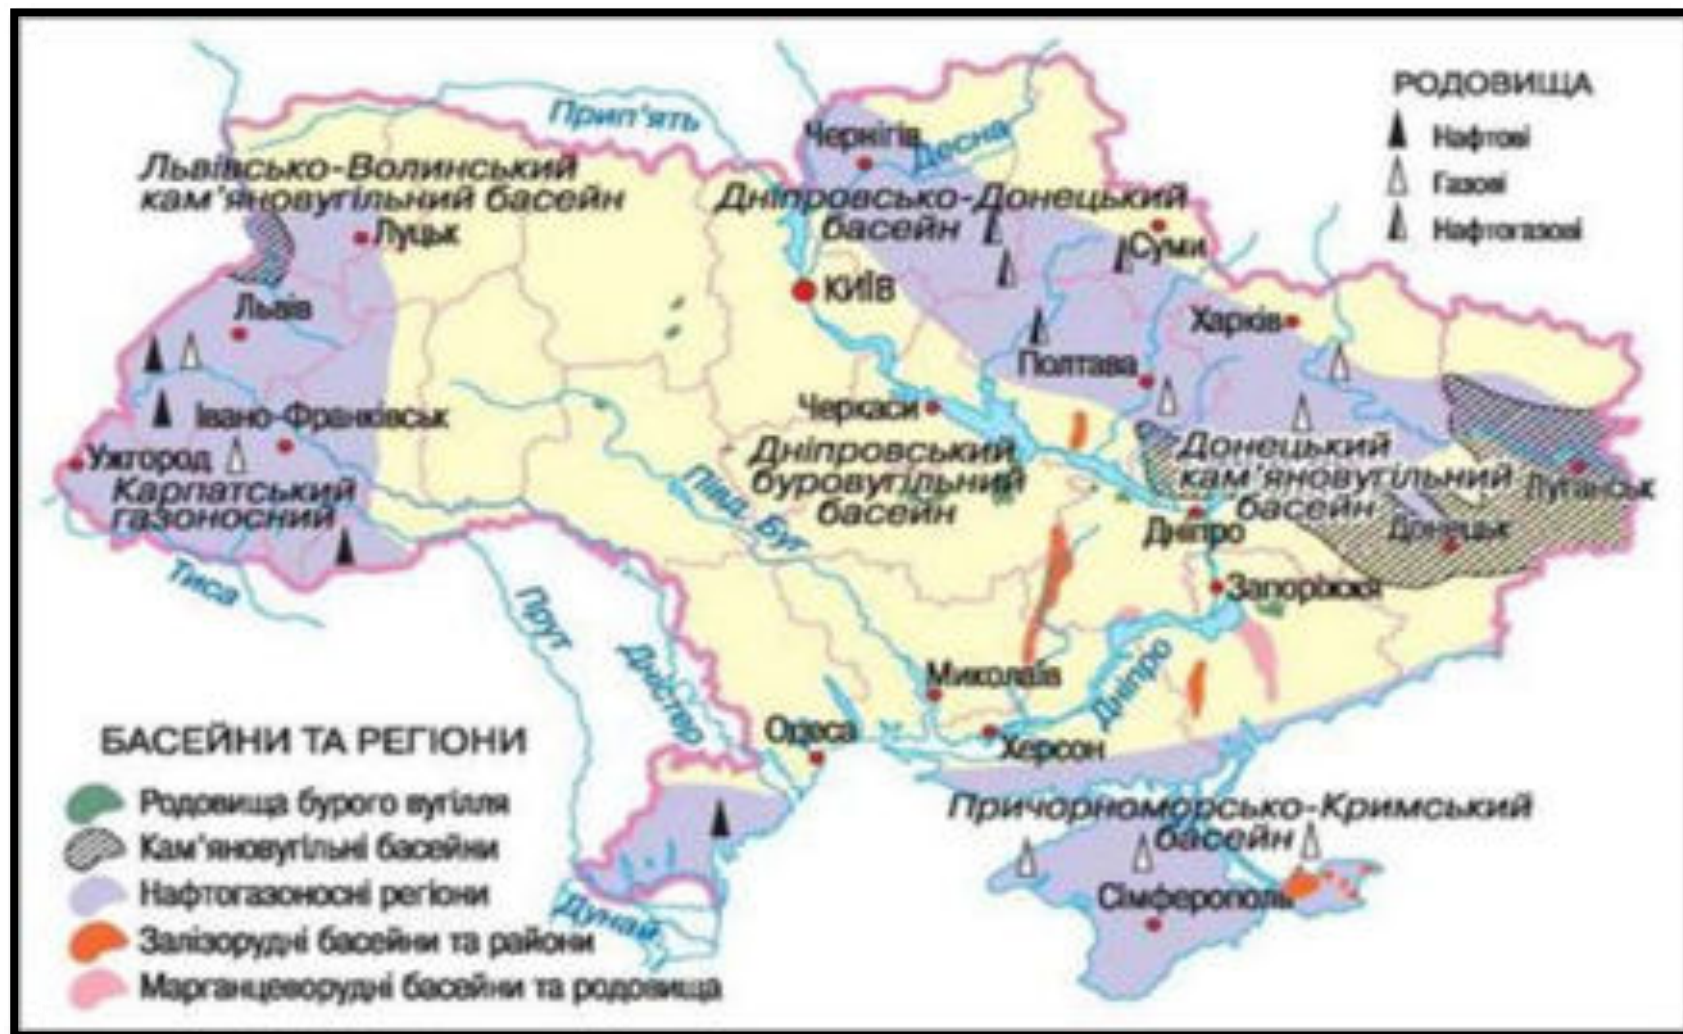 РОДОВИЩА
Нафтові
Газові
Нафтогазові
Прип'ять
Чернігів
Десна
Львівсько-Волинський
кам'яновугільний басейн
Дніпровсько-Донецький
басейн
Луцьк
Суми
КИЇВ
Львів
Харків
Полтава
Івано-Франківськ
Черкаси
Ужгород
Карпатський
газоносний
Дніпровський
буровугільний
басейн
Донецький
кам'яновугільний
басейн
Луганськ
Півд. Буг
Дніпро
Донецьк
Тиса
Прут
Запоріжжя
Дністер
Миколаїв
Дніпро
Одеса
Херсон
БАСЕЙНИ ТА РЕГІОНИ
Родовища бурого вугілля
Кам'яновугільні басейни
Нафтогазоносні регіони
Залізорудні басейни та райони
Марганцеворудні басейни та родовища
Причорноморсько-Кримський
басейн
Сімферополь
Дунай